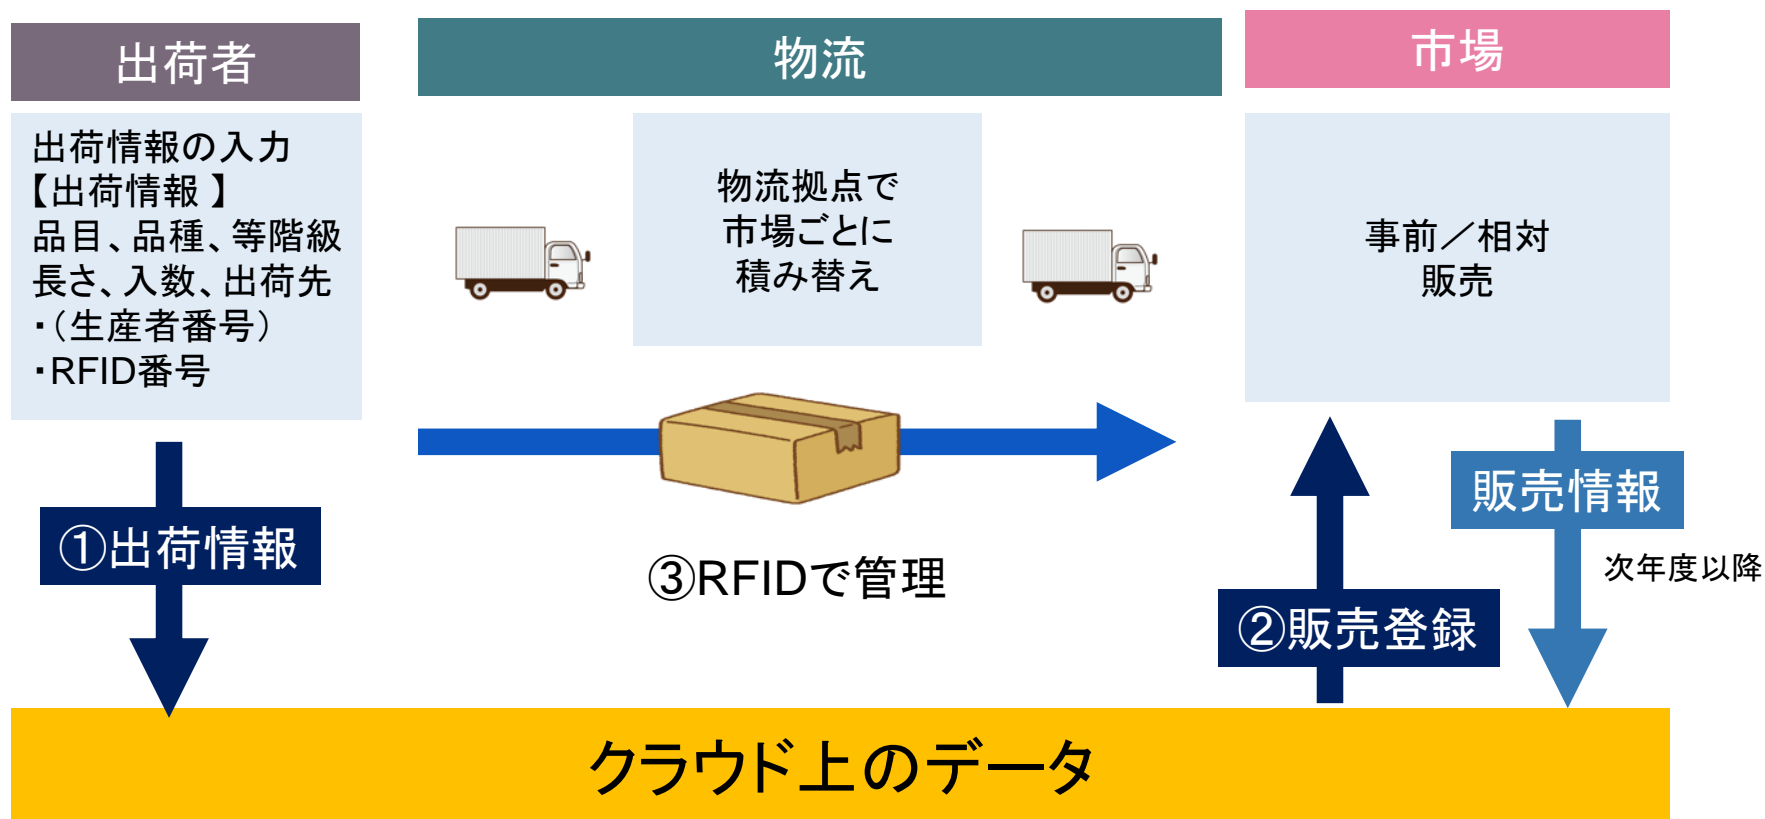 出荷者
物流
市場
出荷情報の入力
【出荷情報 】
品目、品種、等階級
長さ、入数、出荷先
・（生産者番号）
・RFID番号
物流拠点で
市場ごとに
積み替え
事前／相対
販売
①出荷情報
③RFIDで管理
②販売登録
販売情報
次年度以降
クラウド上のデータ